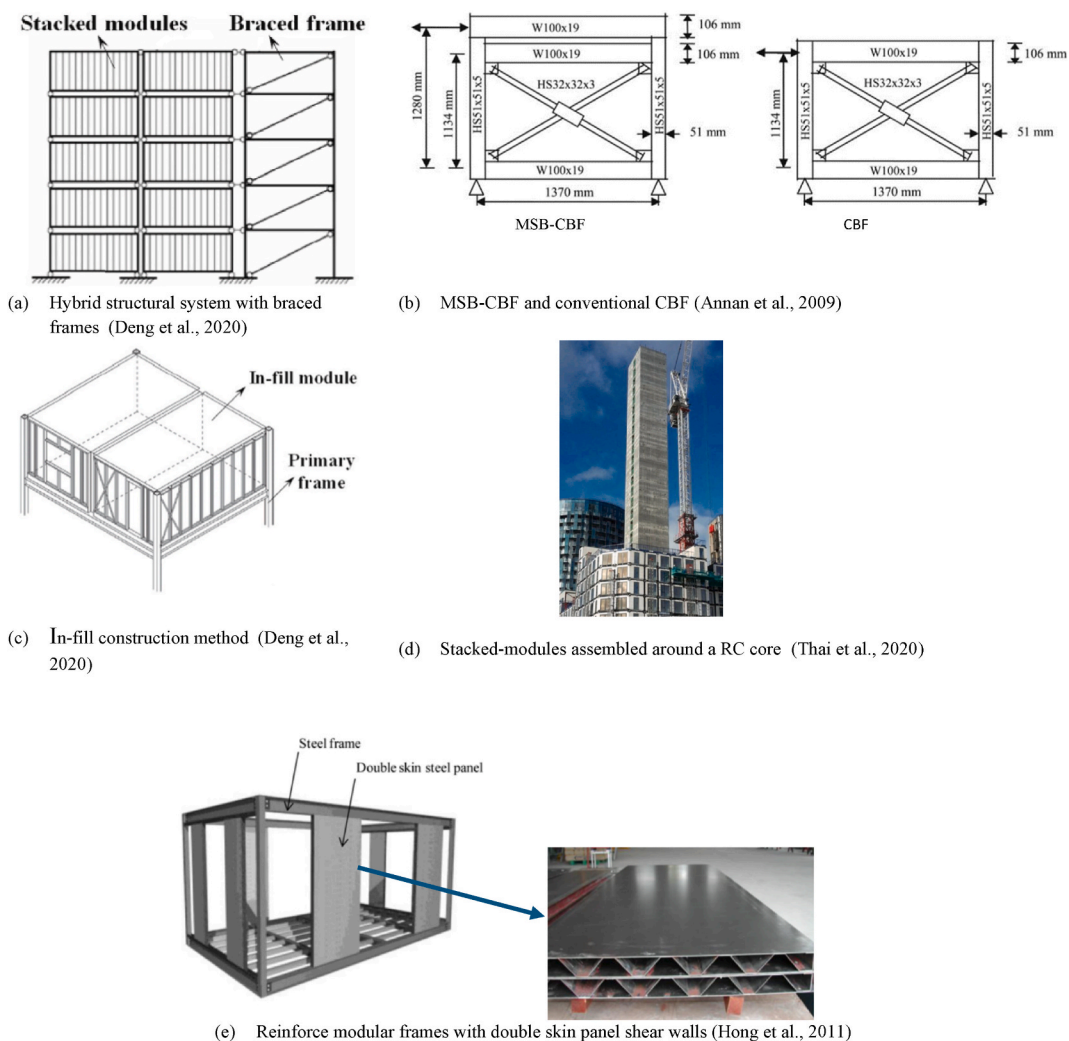 Stacked modules
Braced frame
(a) Hybrid structural system with braced
frames (Deng et al., 2020)
W100x19
106 mm
W100x19
106 mm
1280 mm
1134 mm
HS51x51x5
HS32x32x3
HS51x51x5
51 mm
W100x19
1370 mm
MSB-CBF
W100x19
106 mm
1134 mm
HS51x51x5
HS32x32x3
HS51x51x5
51 mm
W100x19
1370 mm
CBF
(b) MSB-CBF and conventional CBF (Annan et al., 2009)
In-fill module
Primary
frame
(c) In-fill construction method (Deng et al.,
2020)
(d) Stacked-modules assembled around a RC core (Thai et al., 2020)
Steel frame
Double skin steel panel
(e) Reinforce modular frames with double skin panel shear walls (Hong et al., 2011)